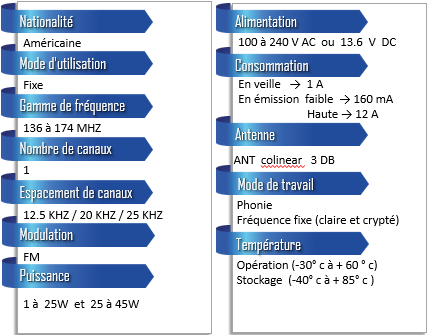 Nationalité
Américaine
Mode d'utilisation
Fixe
Gamme de fréquence
136 à 174 MHZ
Nombre de canaux
1
Espacement de canaux
12.5 KHZ / 20 KHZ / 25 KHZ
Modulation
FM
Puissance
1 à 25W et 25 à 45W
Alimentation
100 à 240 V AC ou 13.6 V DC
Consommation
En veille → 1 A
En émission faible → 160 mA
Haute → 12 A
Antenne
ANT colinear 3 DB
Mode de travail
Phonie
Fréquence fixe (claire et crypté)
Température
Opération (-30° c à + 60 ° c)
Stockage (-40° c à + 85° c )